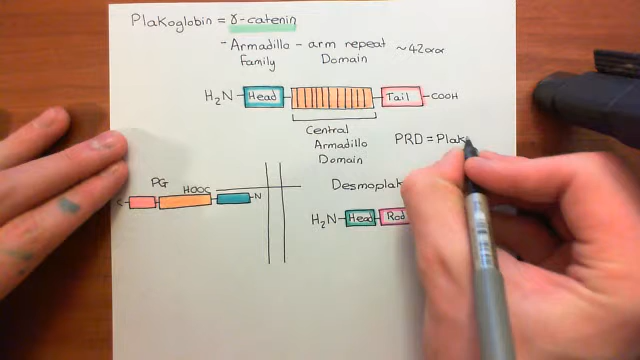 Plakoglobin = γ-catenin
- Armadillo - arm repeat ~42aa
Family Domain
H₂N - Head Tail - COOH
Central
Armadillo
Domain
PRD = Plak
PG HOOC
C N
Desmoplak
H₂N - Head Rod